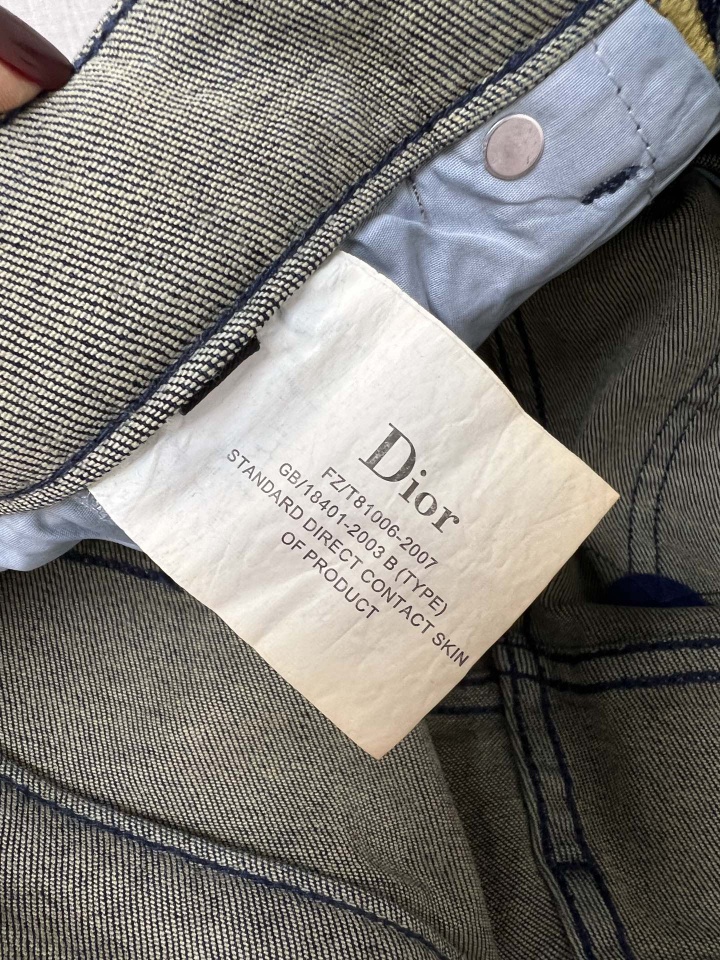 Dior
FZ/T81006-2007
GB/18401-2003 B (TYPE)
STANDARD DIRECT CONTACT SKIN
OF PRODUCT